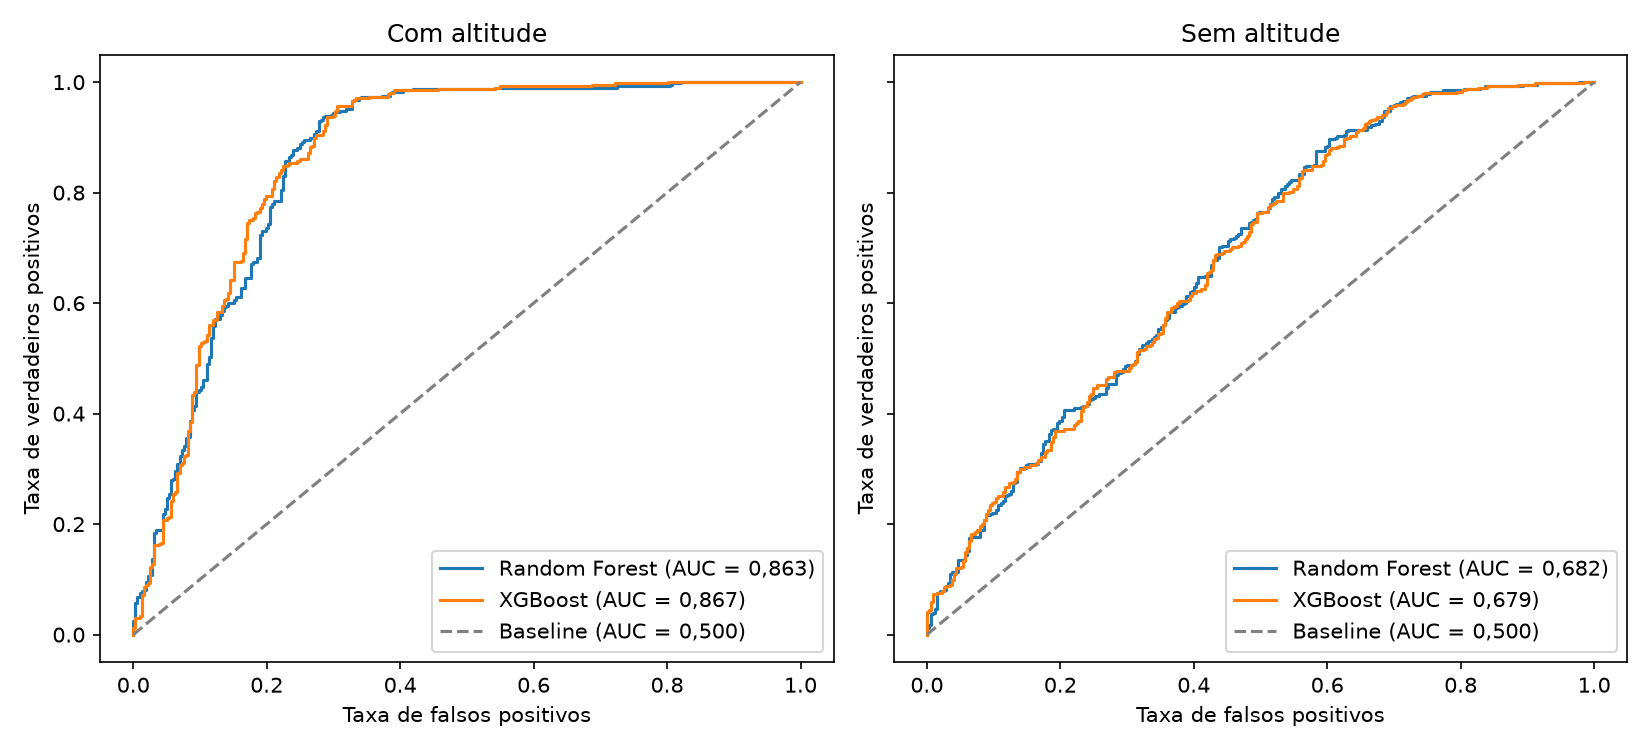 Com altitude
Taxa de verdadeiros positivos
1.0
0.8
0.6
0.4
0.2
0.0
Random Forest (AUC = 0,863)
XGBoost (AUC = 0,867)
Baseline (AUC = 0,500)
0.0 0.2 0.4 0.6 0.8 1.0
Taxa de falsos positivos
Sem altitude
Taxa de verdadeiros positivos
Random Forest (AUC = 0,682)
XGBoost (AUC = 0,679)
Baseline (AUC = 0,500)
0.0 0.2 0.4 0.6 0.8 1.0
Taxa de falsos positivos